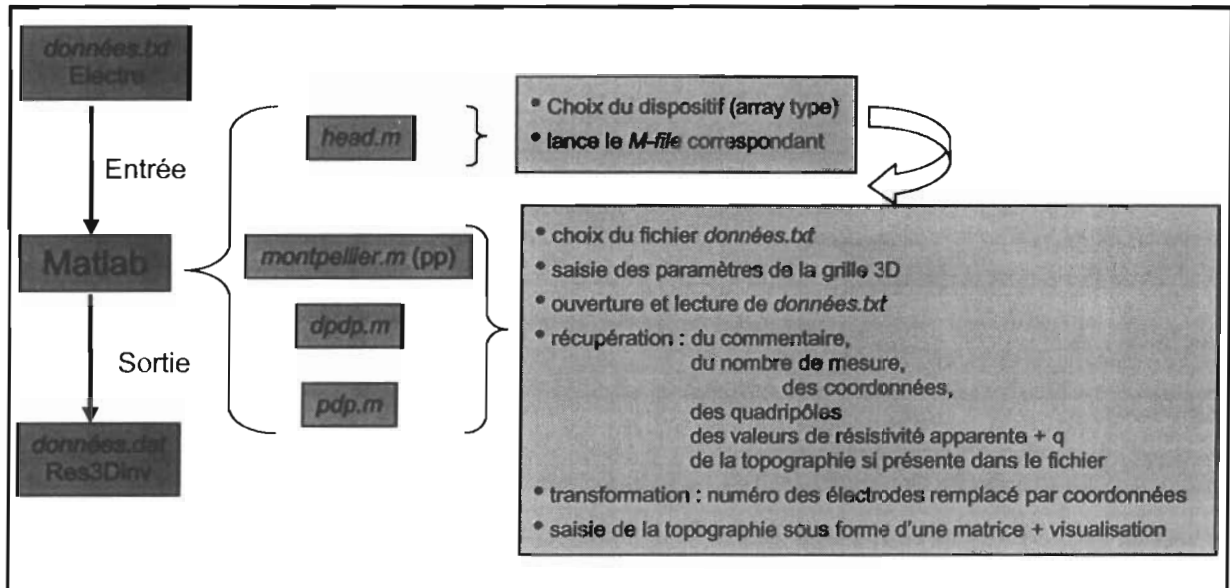 données.txt
Electre
Entrée
Matlab
Sortie
données.dat
Res3DInv
head.m
montpellier.m (pp)
dpdp.m
pdp.m
• Choix du dispositif (array type)
• lance le M-file correspondant
• choix du fichier données.txt
• saisie des paramètres de la grille 3D
• ouverture et lecture de données.txt
• récupération : du commentaire,
du nombre de mesure,
des coordonnées,
des quadripôles
des valeurs de résistivité apparente + q
de la topographie si présente dans le fichier
• transformation : numéro des électrodes remplacé par coordonnées
• saisie de la topographie sous forme d'une matrice + visualisation